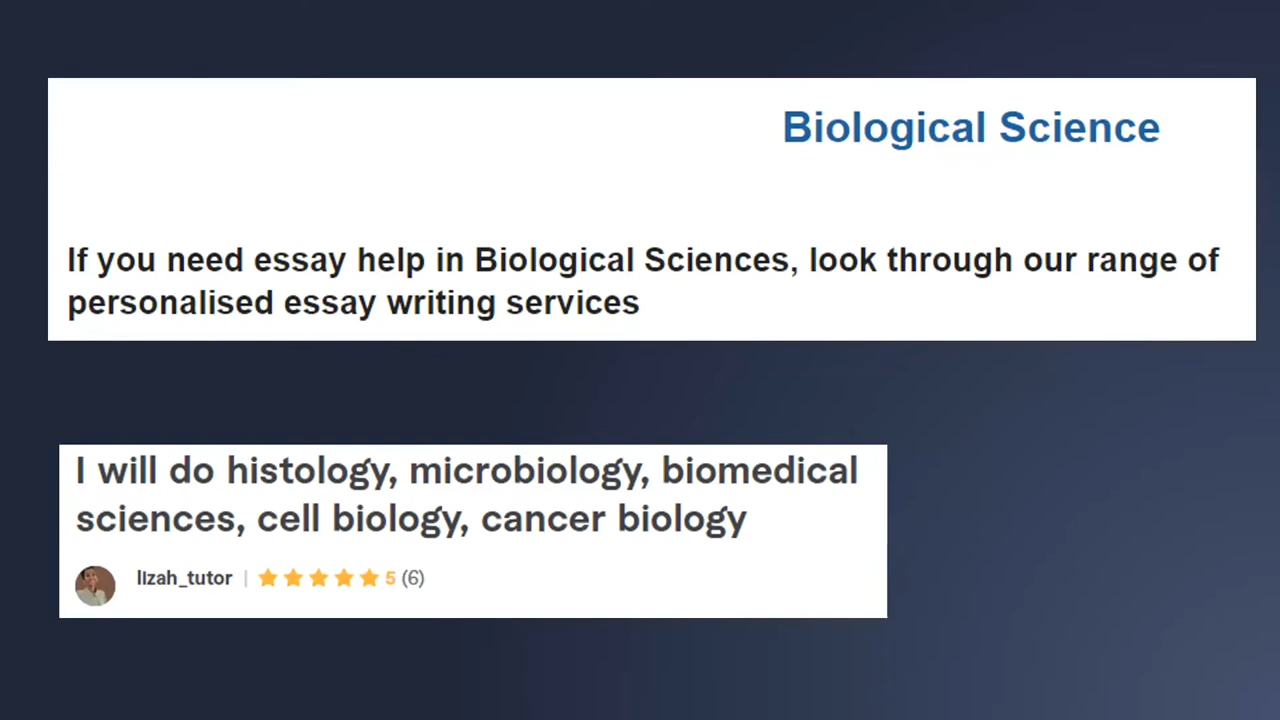 Biological Science
If you need essay help in Biological Sciences, look through our range of
personalised essay writing services
I will do histology, microbiology, biomedical
sciences, cell biology, cancer biology
lizah_tutor | ★★★★★ 5 (6)